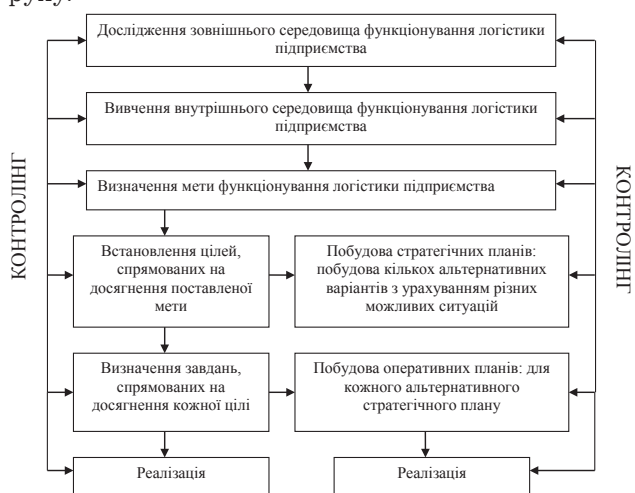 руху.
Дослідження зовнішнього середовища функціонування логістики
підприємства
Вивчення внутрішнього середовища функціонування логістики
підприємства
Визначення мети функціонування логістики підприємства
КОНТРОЛІНГ
КОНТРОЛІНГ
Встановлення цілей,
спрямованих на
досягнення поставленої
мети
Побудова стратегічних планів:
побудова кількох альтернативних
варіантів з урахуванням різних
можливих ситуацій
Визначення завдань,
спрямованих на
досягнення кожної цілі
Побудова оперативних планів: для
кожного альтернативного
стратегічного плану
Реалізація
Реалізація